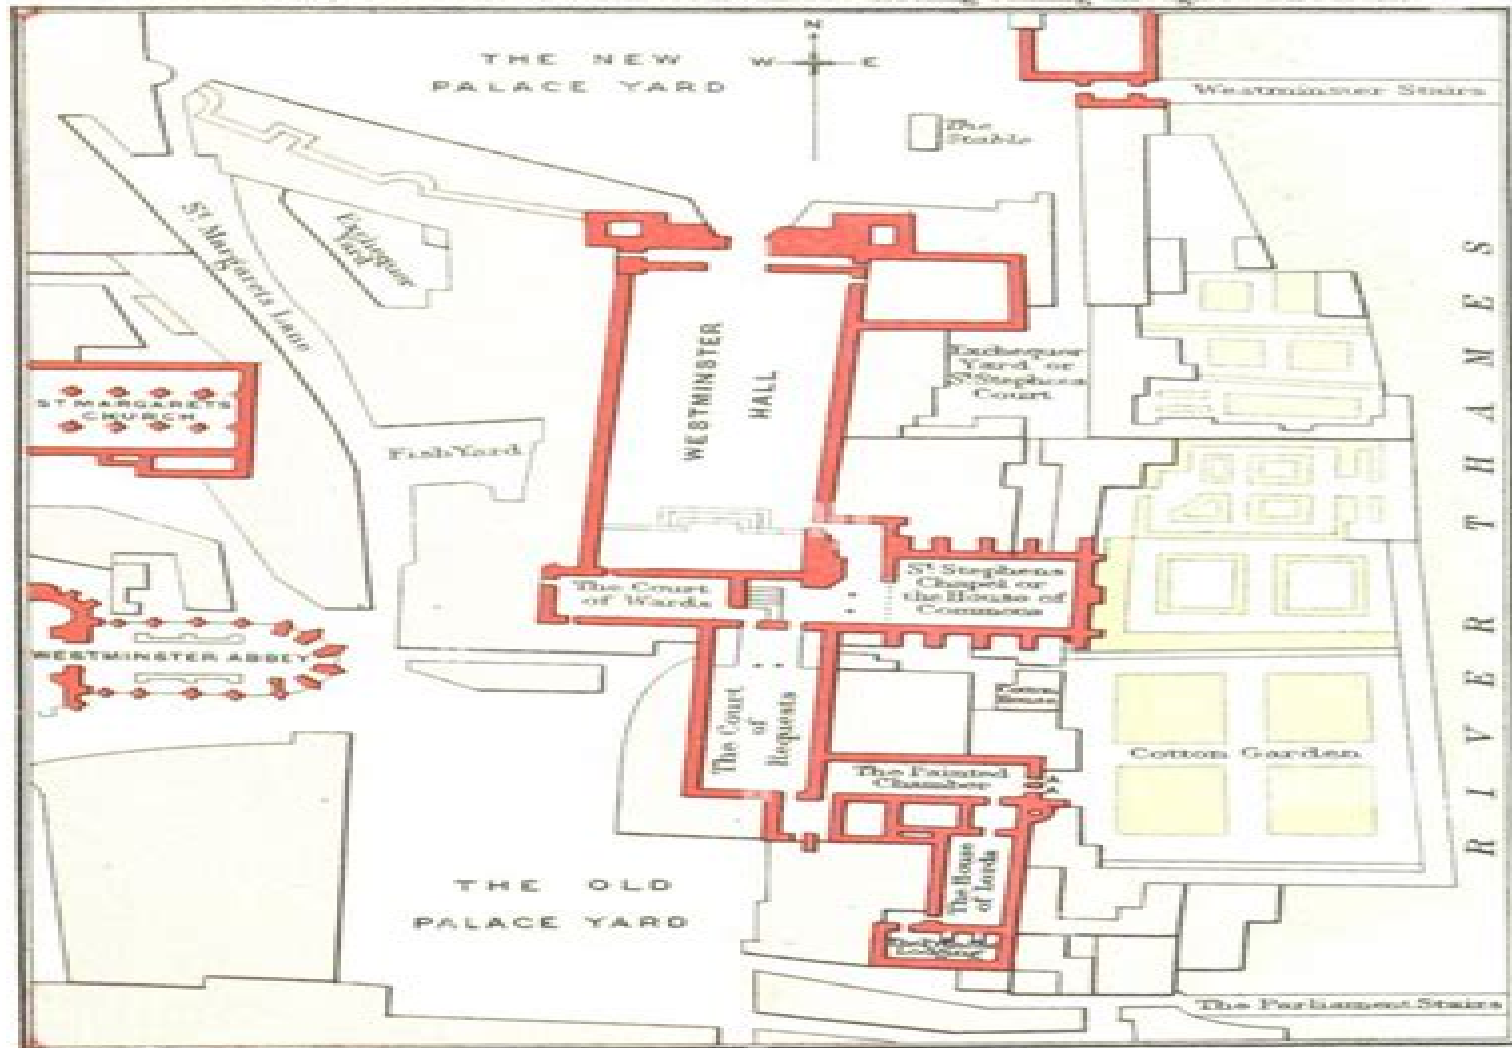 N
W E
THE NEW
PALACE YARD
Westminster Stairs
The
Stable
St Margarets Lane
Exchequer
Yard
WESTMINSTER
HALL
Exchequer
Yard or
St Stephens
Court
ST MARGARETS
CHURCH
Fish Yard
RIVER THAMES
The Court
of Wards
St Stephens
Chapel or
the House of
Commons
WESTMINSTER ABBEY
The Court
of
Requests
Cotton Garden
The Painted
Chamber
A
A
The House
of Lords
THE OLD
PALACE YARD
The Parliament Stairs